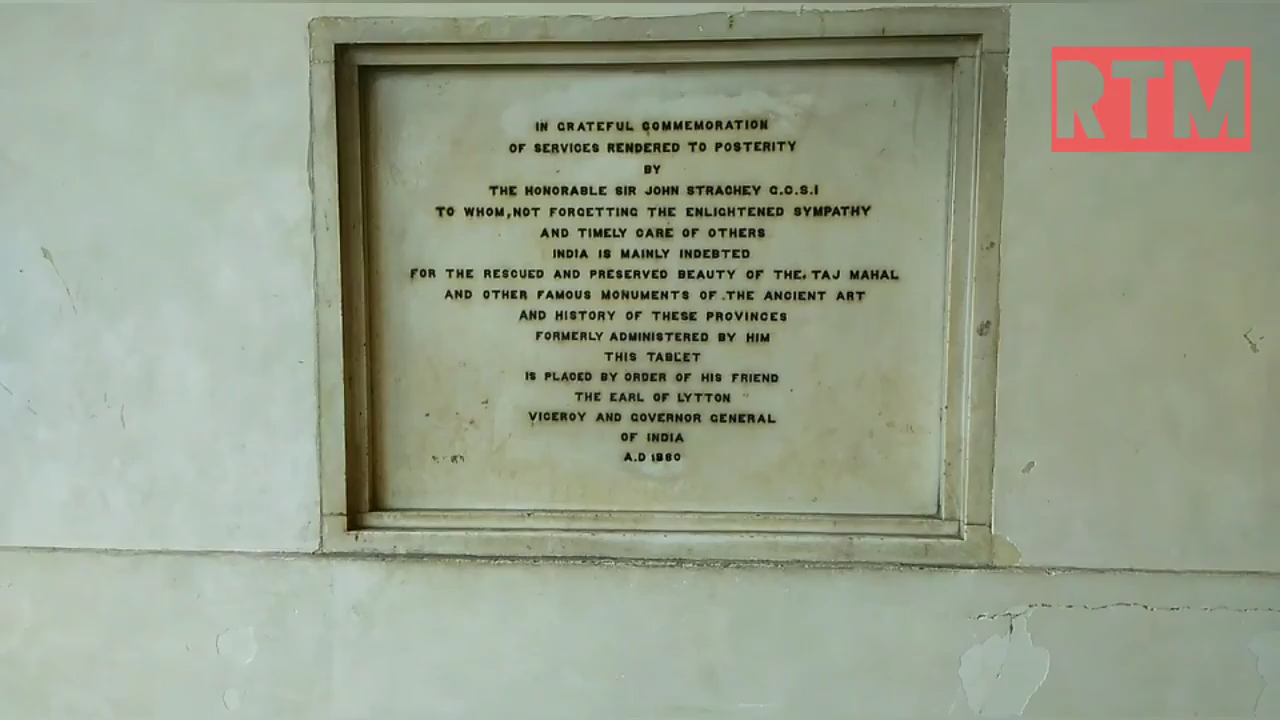 IN GRATEFUL COMMEMORATION
OF SERVICES RENDERED TO POSTERITY
BY
THE HONORABLE SIR JOHN STRACHEY G.C.S.I
TO WHOM, NOT FORGETTING THE ENLIGHTENED SYMPATHY
AND TIMELY CARE OF OTHERS
INDIA IS MAINLY INDEBTED
FOR THE RESCUED AND PRESERVED BEAUTY OF THE TAJ MAHAL
AND OTHER FAMOUS MONUMENTS OF THE ANCIENT ART
AND HISTORY OF THESE PROVINCES
FORMERLY ADMINISTERED BY HIM
THIS TABLET
IS PLACED BY ORDER OF HIS FRIEND
THE EARL OF LYTTON
VICEROY AND GOVERNOR GENERAL
OF INDIA
A.D 1880
RTM